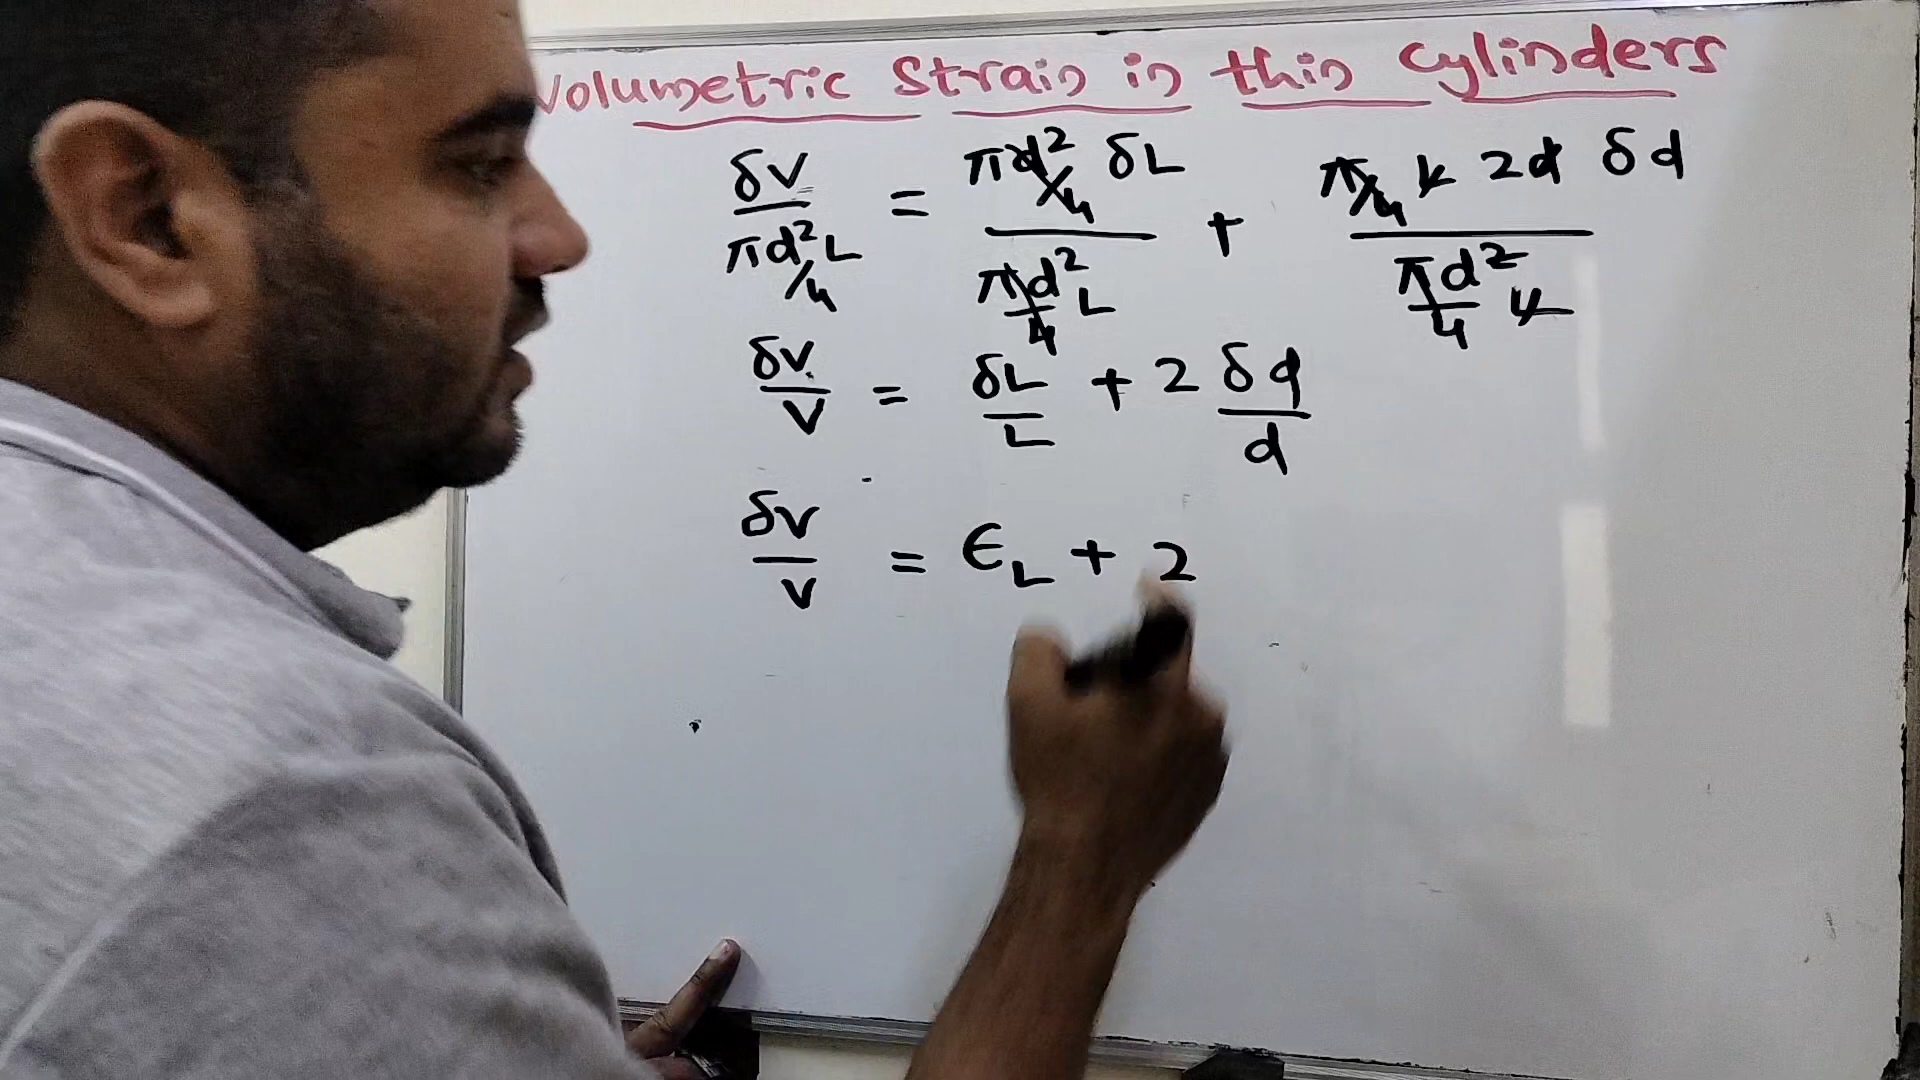 Volumetric Strain in thin Cylinders
δV / (πd²/4 L) = (πd²/4 δL) / (πd²/4 L) + (π/4 L 2d δd) / (πd²/4 L)
δV/V = δL/L + 2 δd/d
δV/V = ϵ_L + 2